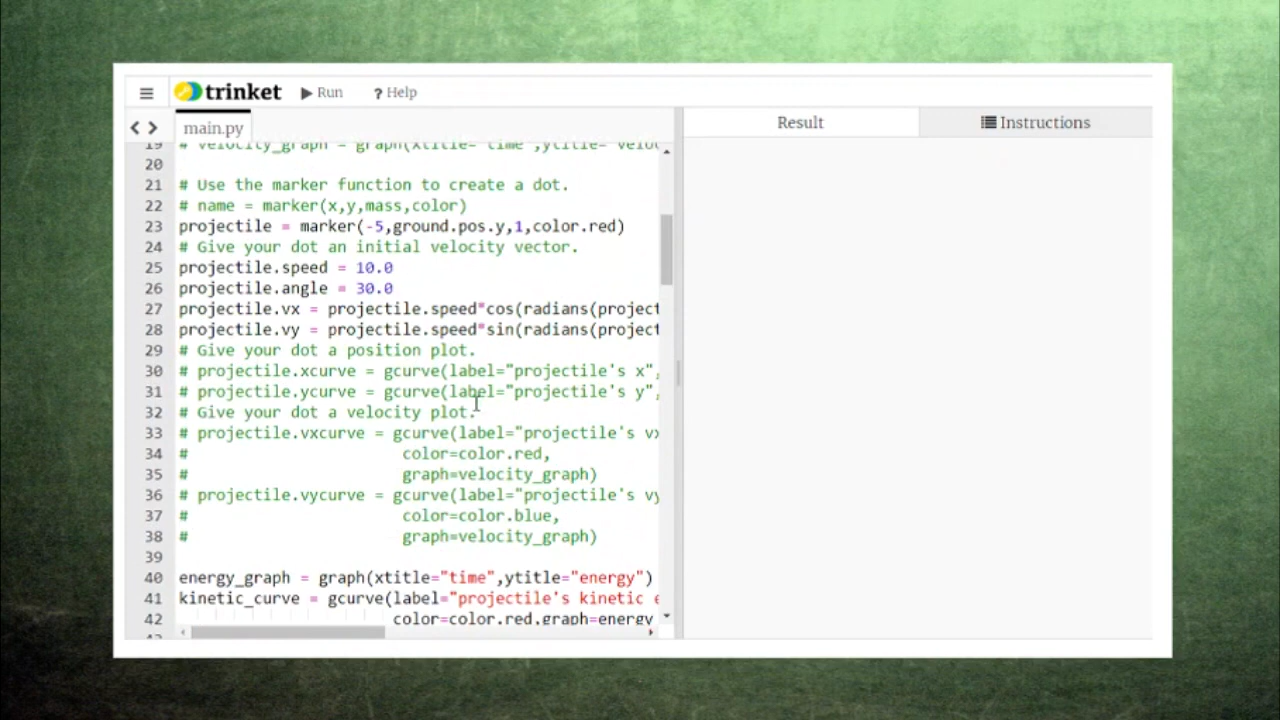 trinket
Run
? Help
Result
Instructions
main.py
19 # velocity_graph = graph(xtitle="time",ytitle="velo
20
21 # Use the marker function to create a dot.
22 # name = marker(x,y,mass,color)
23 projectile = marker(-5,ground.pos.y,1,color.red)
24 # Give your dot an initial velocity vector.
25 projectile.speed = 10.0
26 projectile.angle = 30.0
27 projectile.vx = projectile.speed*cos(radians(project
28 projectile.vy = projectile.speed*sin(radians(project
29 # Give your dot a position plot.
30 # projectile.xcurve = gcurve(label="projectile's x",
31 # projectile.ycurve = gcurve(label="projectile's y",
32 # Give your dot a velocity plot.
33 # projectile.vxcurve = gcurve(label="projectile's vx
34 #                       color=color.red,
35 #                       graph=velocity_graph)
36 # projectile.vycurve = gcurve(label="projectile's vy
37 #                       color=color.blue,
38 #                       graph=velocity_graph)
39
40 energy_graph = graph(xtitle="time",ytitle="energy")
41 kinetic_curve = gcurve(label="projectile's kinetic e
42                        color=color.red,graph=energy